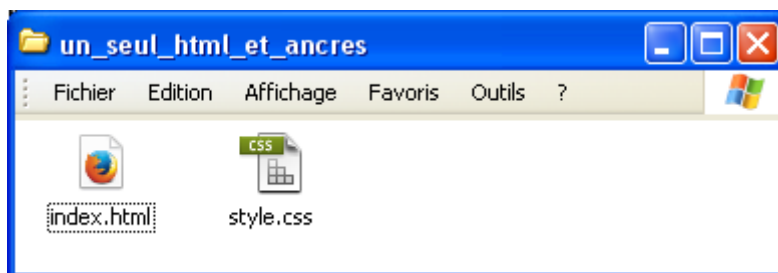 un_seul_html_et_ancres
Fichier Edition Affichage Favoris Outils ?
CSS
index.html style.css